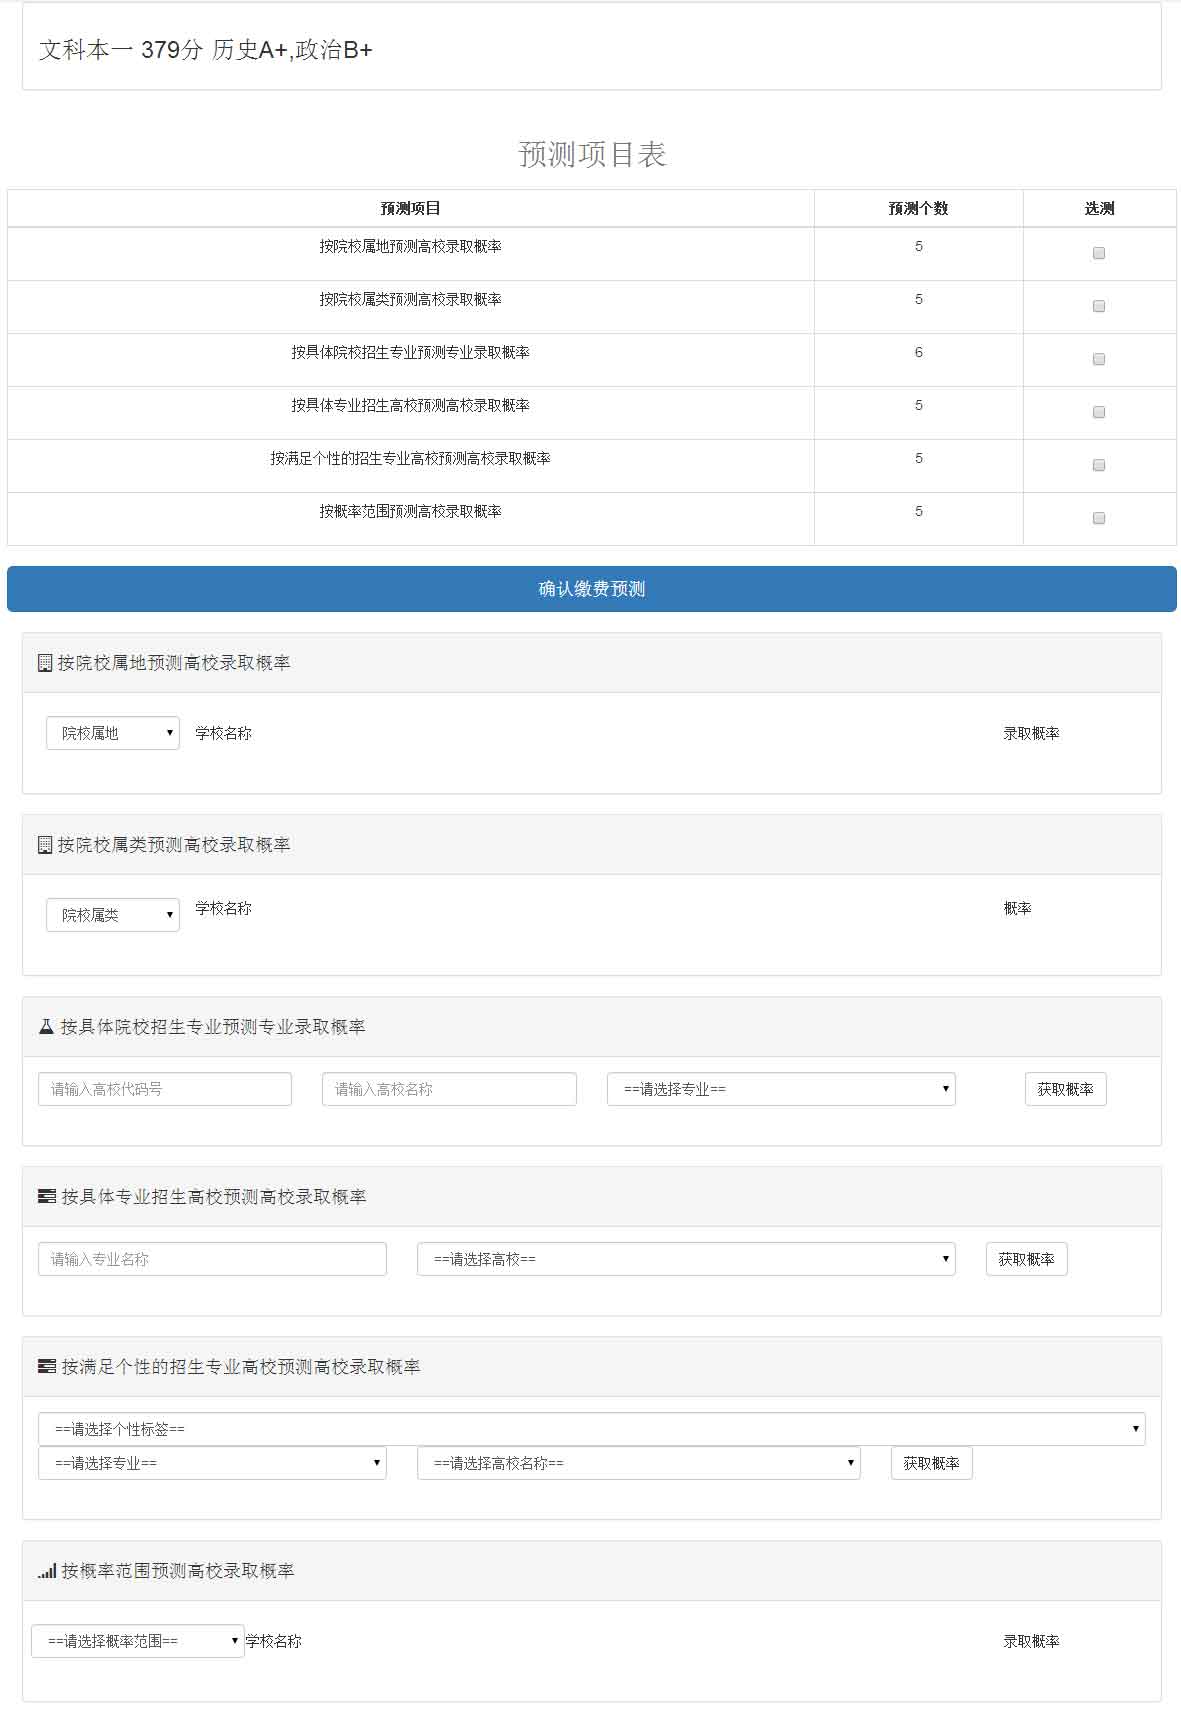 文科本一 379分 历史A+,政治B+
预测项目表
预测项目 预测个数 选测
按院校属地预测高校录取概率 5
按院校属类预测高校录取概率 5
按具体院校招生专业预测专业录取概率 6
按具体专业招生高校预测高校录取概率 5
按满足个性的招生专业高校预测高校录取概率 5
按概率范围预测高校录取概率 5
确认缴费预测
按院校属地预测高校录取概率
院校属地 学校名称 录取概率
按院校属类预测高校录取概率
院校属类 学校名称 概率
按具体院校招生专业预测专业录取概率
请输入高校代码号 请输入高校名称 ==请选择专业== 获取概率
按具体专业招生高校预测高校录取概率
请输入专业名称 ==请选择高校== 获取概率
按满足个性的招生专业高校预测高校录取概率
==请选择个性标签==
==请选择专业== ==请选择高校名称== 获取概率
按概率范围预测高校录取概率
==请选择概率范围== 学校名称 录取概率